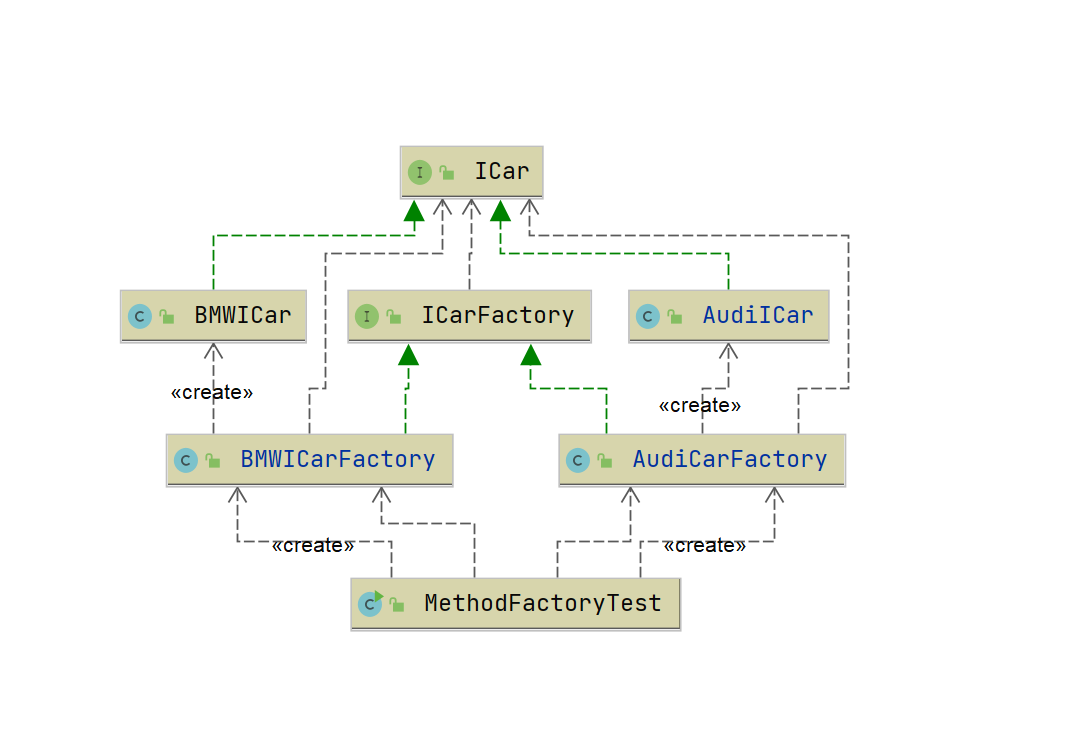 ICar
BMWICar
ICarFactory
AudiICar
«create»
«create»
BMWICarFactory
AudiCarFactory
«create»
«create»
MethodFactoryTest